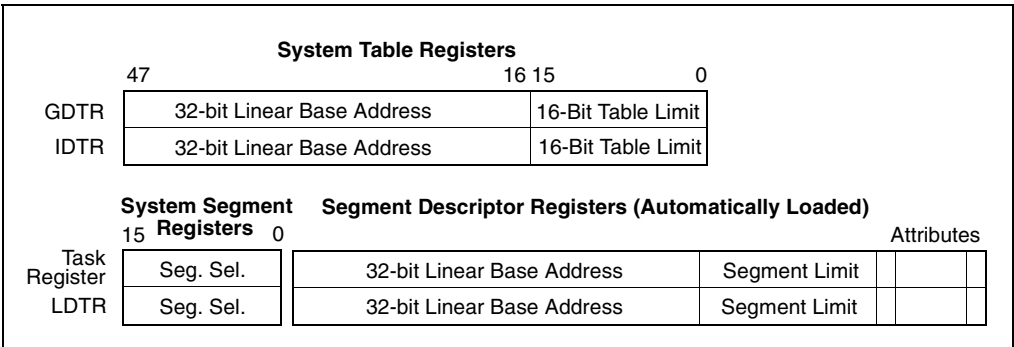 System Table Registers
47 16 15 0
GDTR 32-bit Linear Base Address 16-Bit Table Limit
IDTR 32-bit Linear Base Address 16-Bit Table Limit
System Segment Segment Descriptor Registers (Automatically Loaded)
15 Registers 0 Attributes
Task
Register Seg. Sel. 32-bit Linear Base Address Segment Limit
LDTR Seg. Sel. 32-bit Linear Base Address Segment Limit